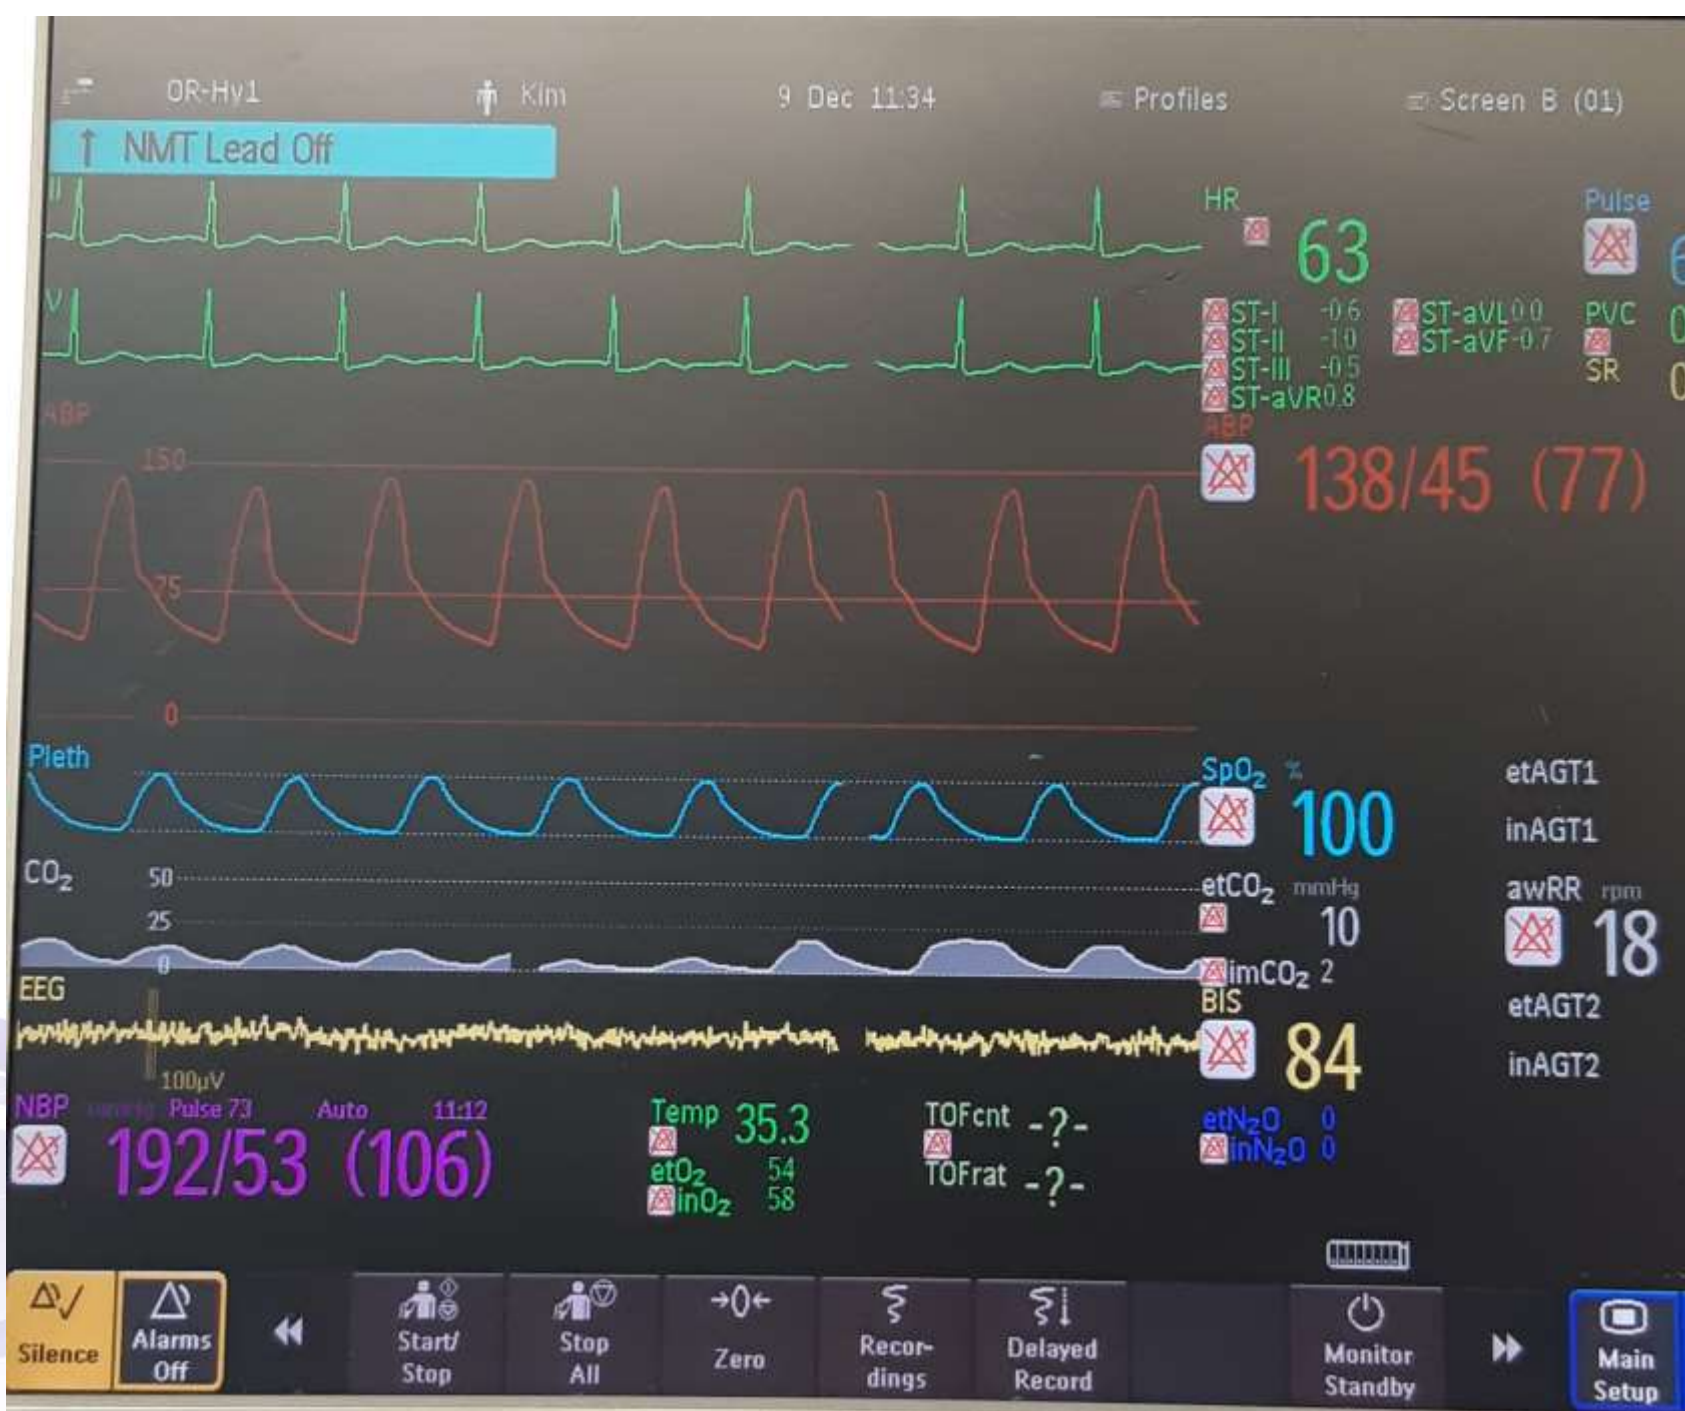 OR-Hy1 Kim 9 Dec 11:34 Profiles Screen B (01)
NMT Lead Off
II
HR 63
Pulse
V
ST-I -0.6 ST-aVL 0.0 PVC
ST-II -1.0 ST-aVF -0.7
ST-III -0.5 SR
ST-aVR 0.8
ABP
150
75
0
ABP
138/45 (77)
Pleth
SpO₂ %
100
etAGT1
inAGT1
CO₂
50
25
0
etCO₂ mmHg
10
imCO₂ 2
awRR rpm
18
EEG
100µV
BIS
84
etAGT2
inAGT2
NBP mmHg Pulse 73 Auto 11:12
192/53 (106)
Temp 35.3
etO₂ 54
inO₂ 58
TOFcnt -?-
TOFrat -?-
etN₂O 0
inN₂O 0
Silence
Alarms
Off
Start/
Stop
Stop
All
Zero
Recor-
dings
Delayed
Record
Monitor
Standby
Main
Setup